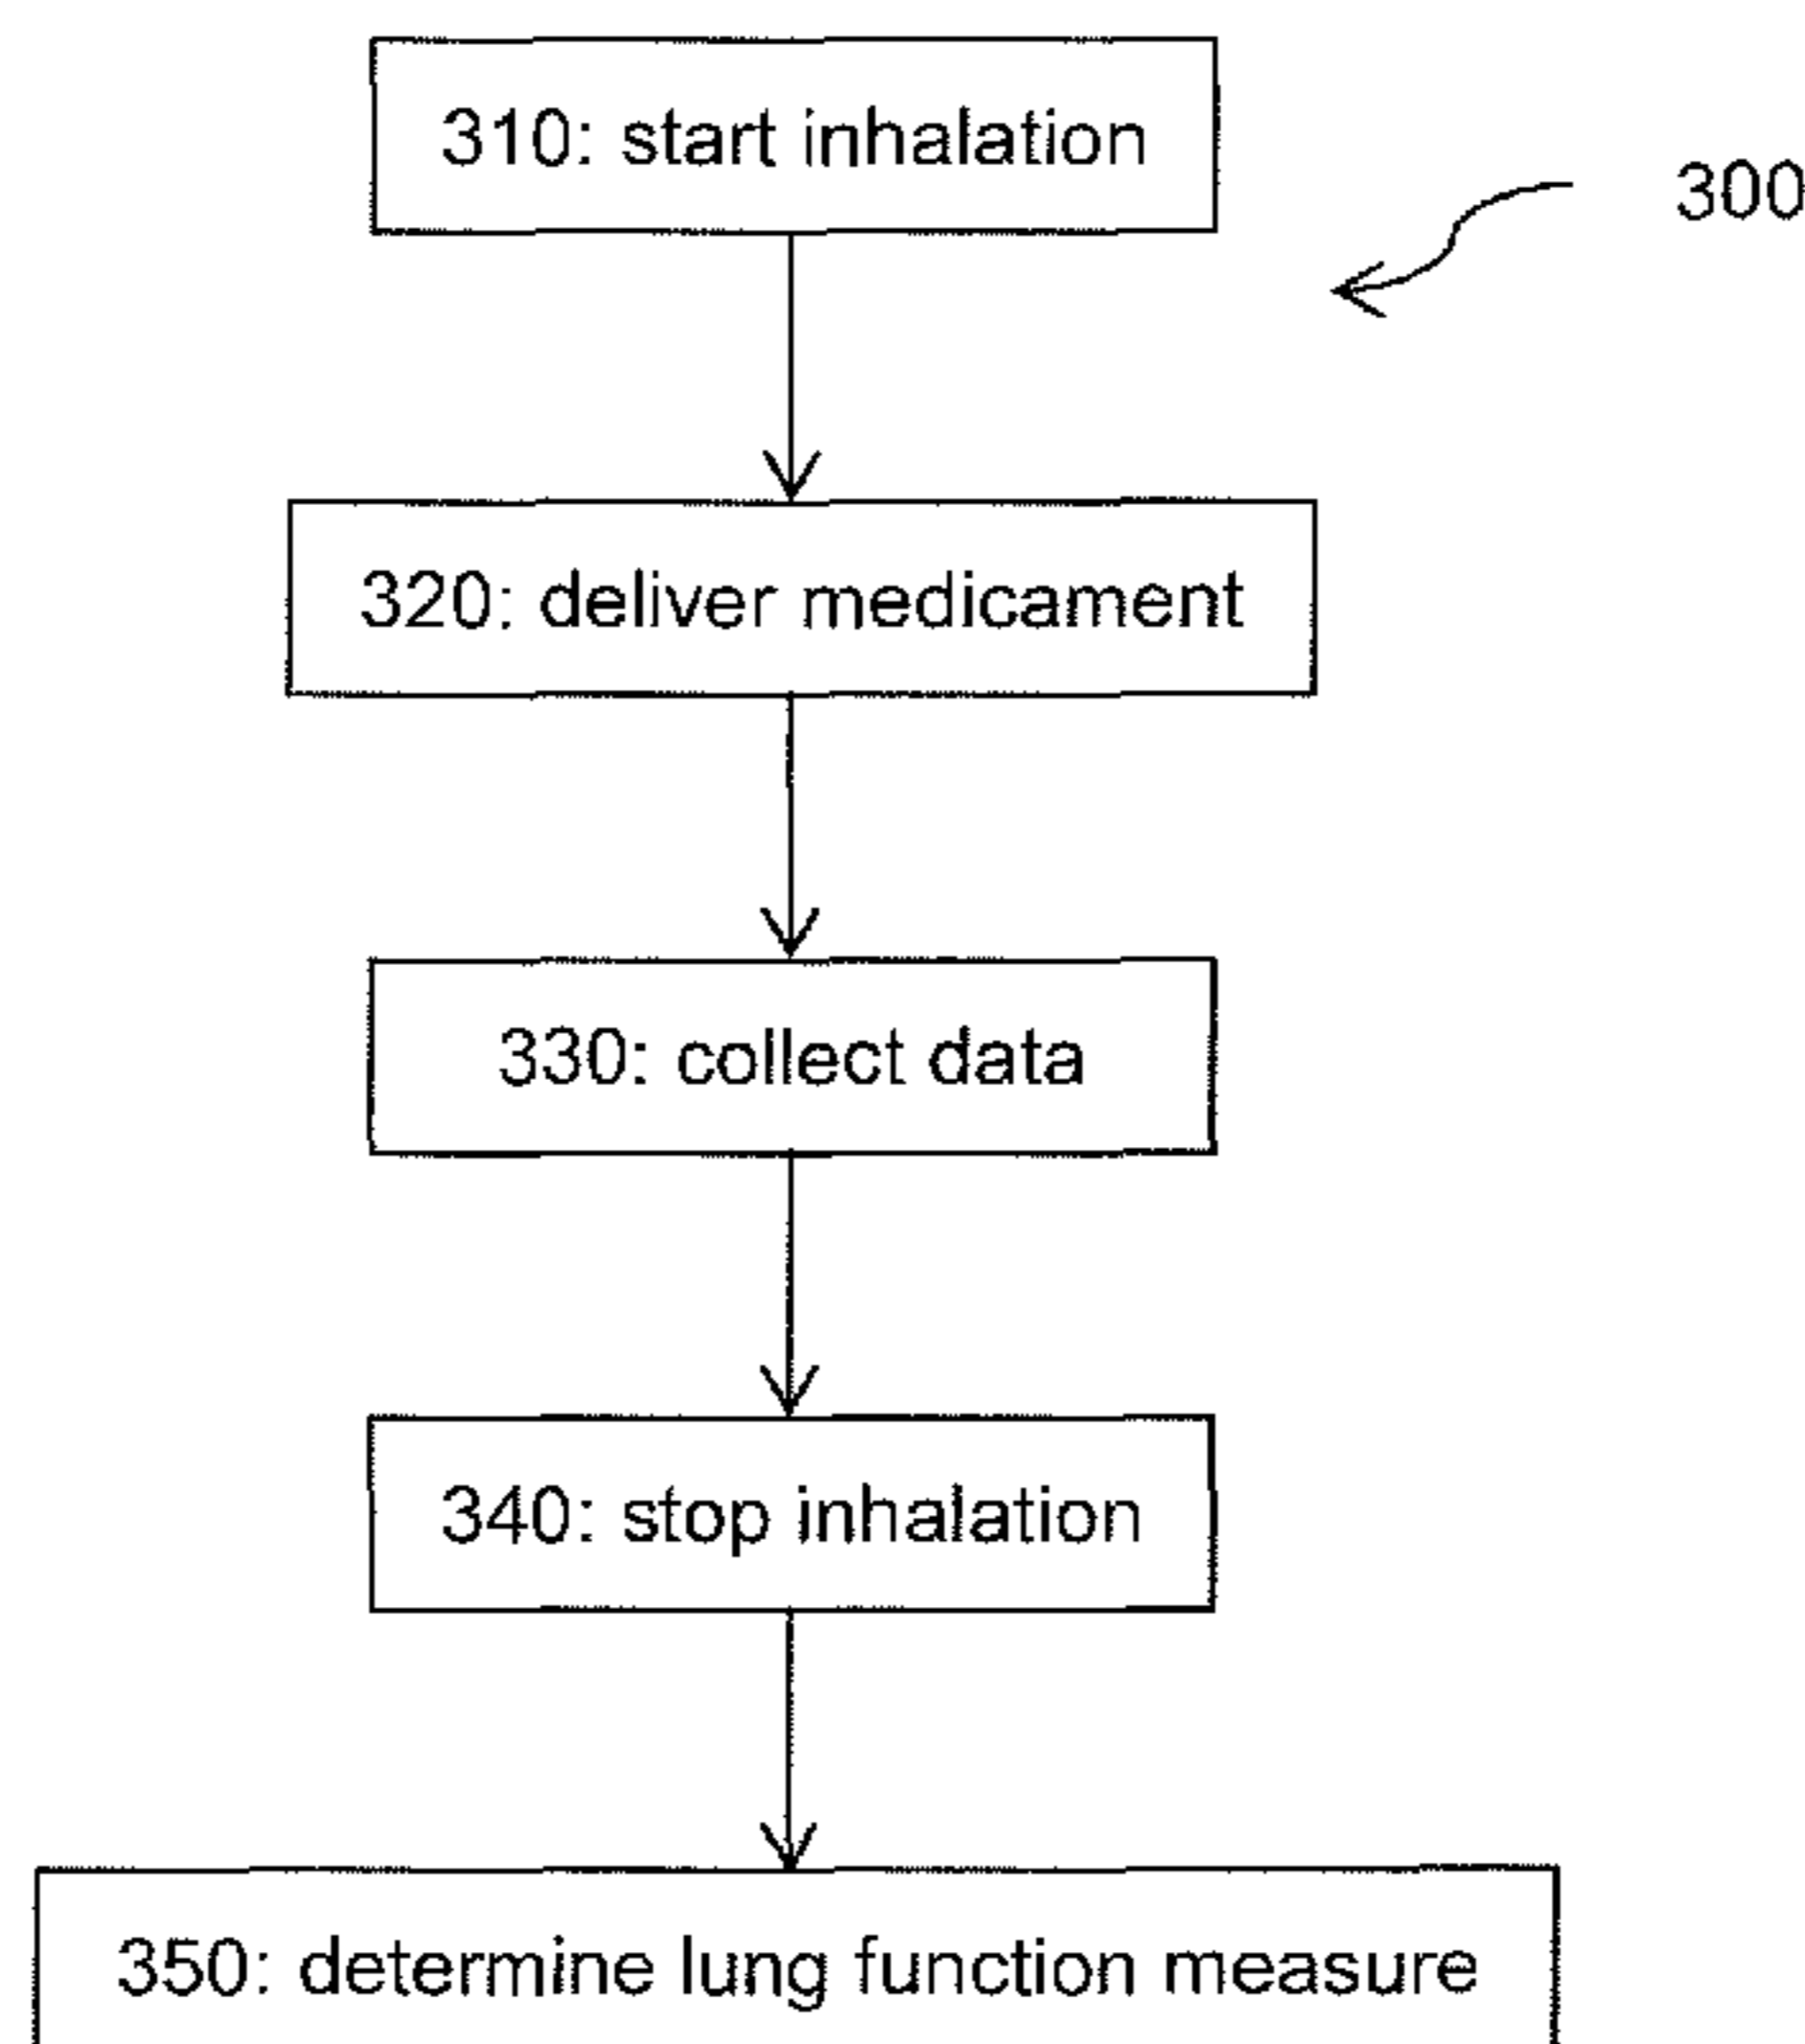 310: start inhalation
300
320: deliver medicament
330: collect data
340: stop inhalation
350: determine lung function measure